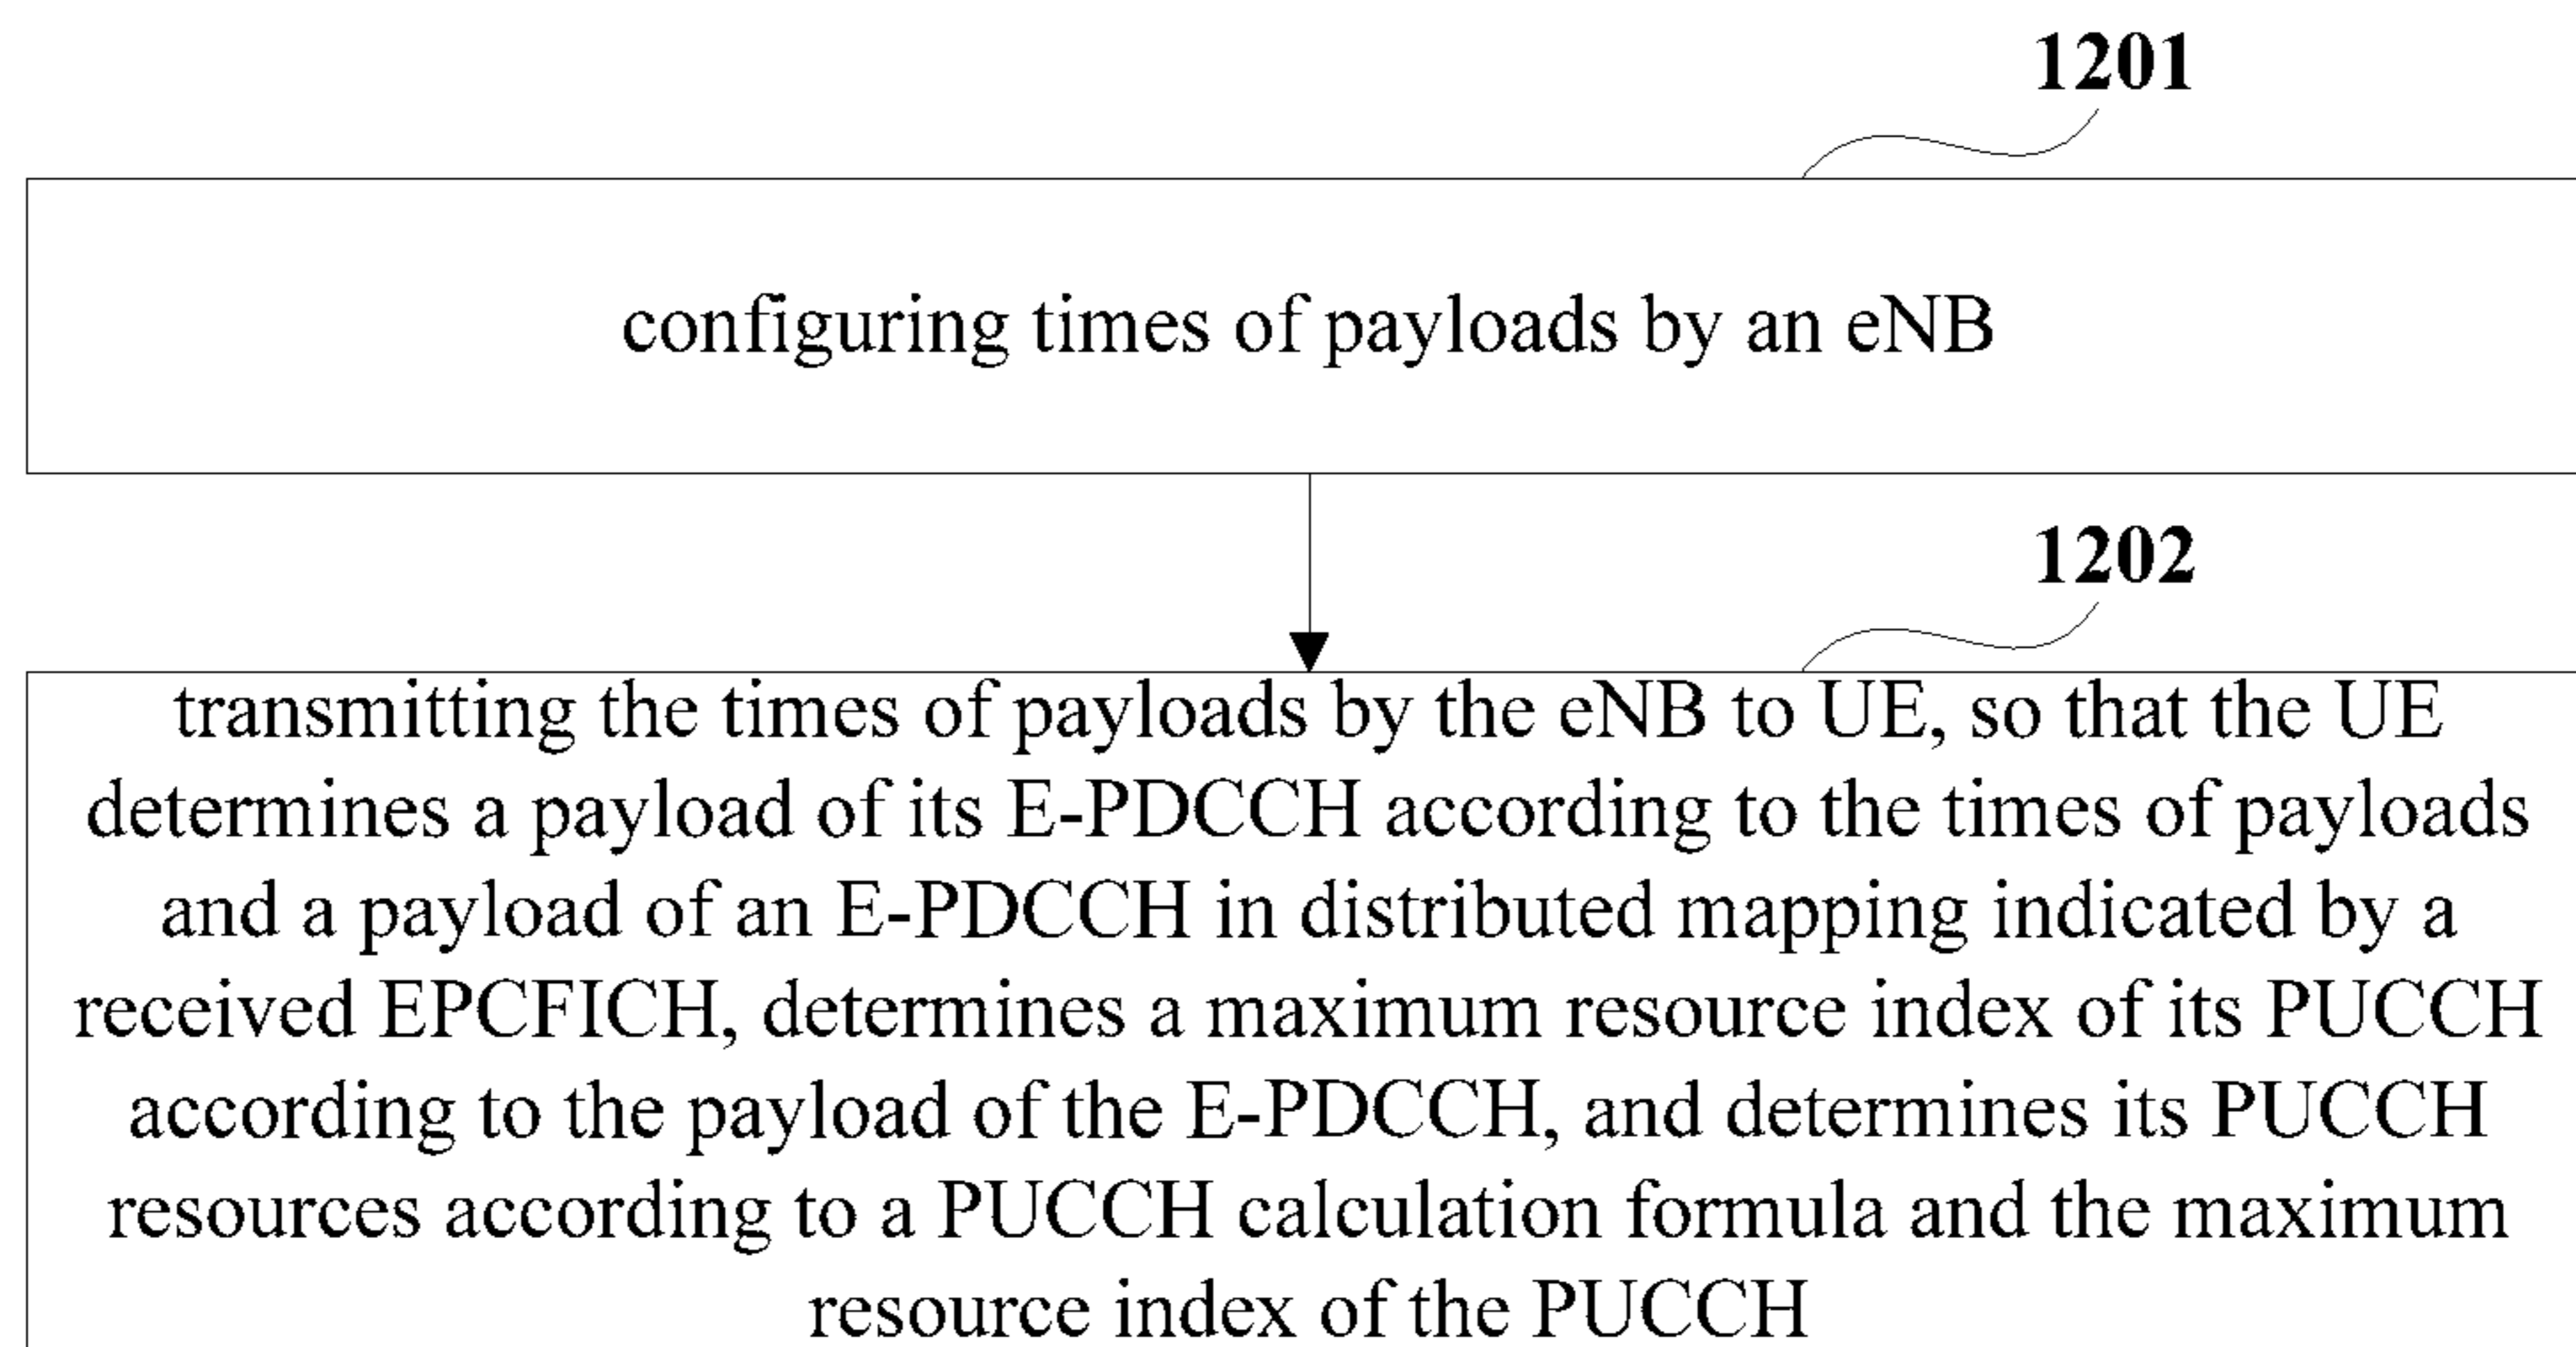 1201
configuring times of payloads by an eNB
1202
transmitting the times of payloads by the eNB to UE, so that the UE
determines a payload of its E-PDCCH according to the times of payloads
and a payload of an E-PDCCH in distributed mapping indicated by a
received EPCFICH, determines a maximum resource index of its PUCCH
according to the payload of the E-PDCCH, and determines its PUCCH
resources according to a PUCCH calculation formula and the maximum
resource index of the PUCCH